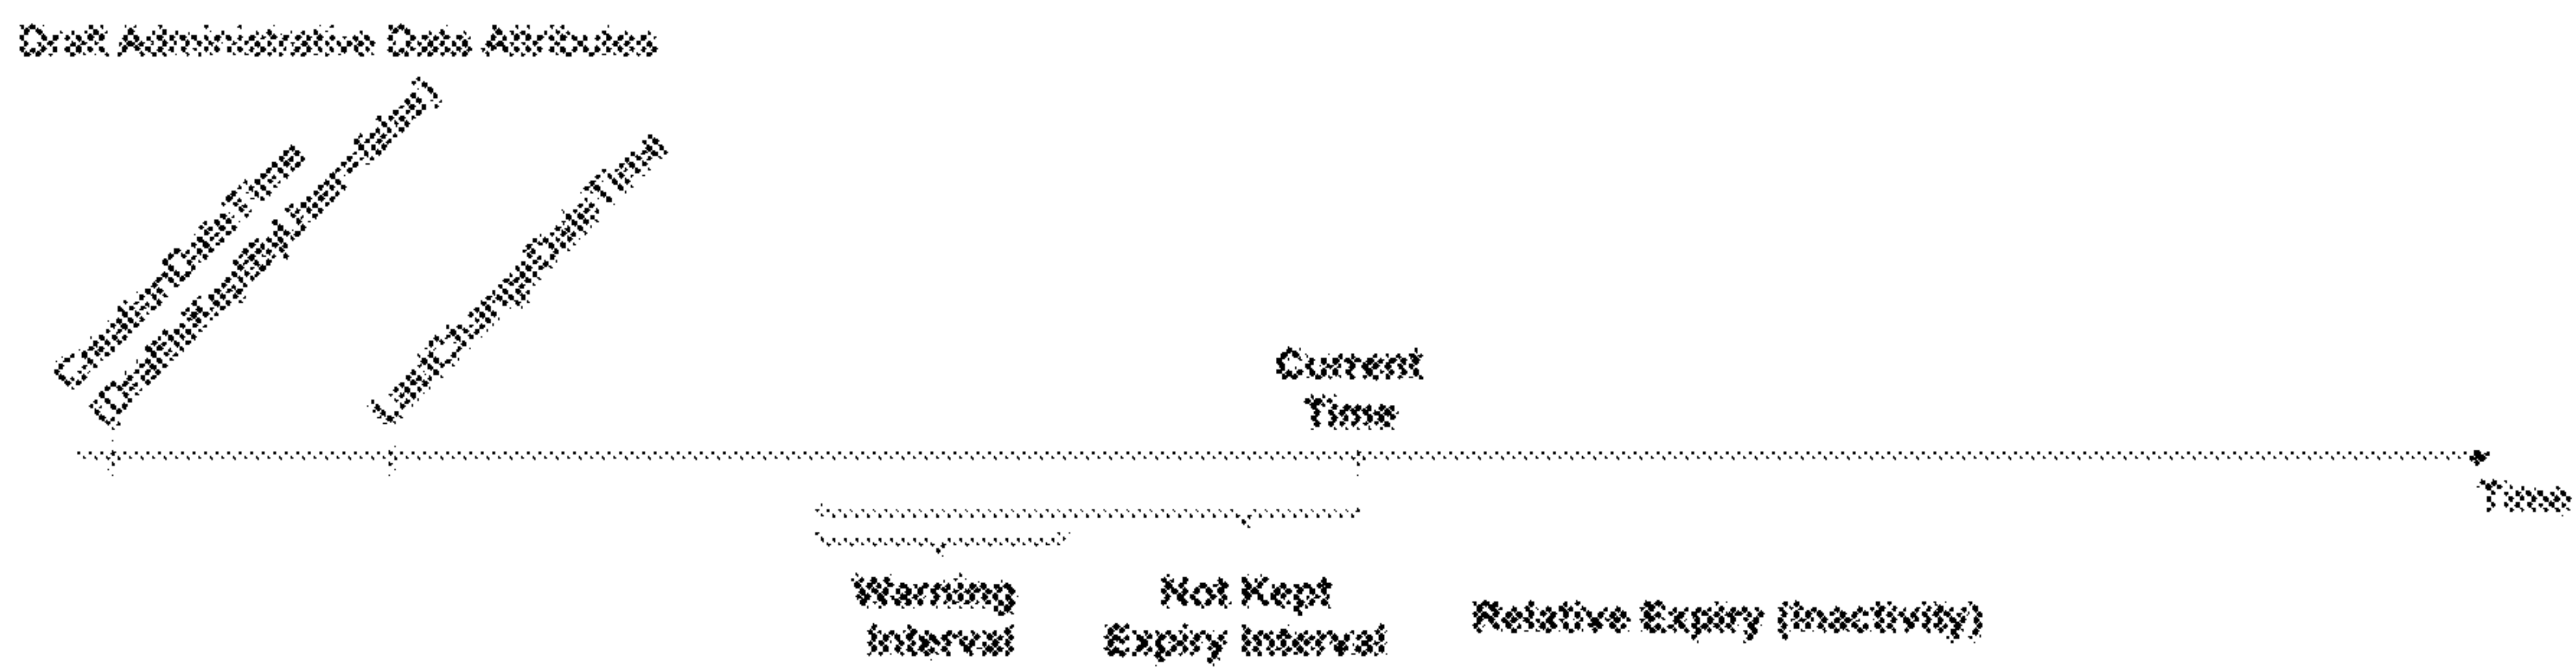 Draft Administrative Data Attributes
CreationDateTime
(DraftIsKeptByUser = false)
LastChangeDateTime
Current
Time
Time
Warning
Interval
Not Kept
Expiry Interval
Relative Expiry (Inactivity)